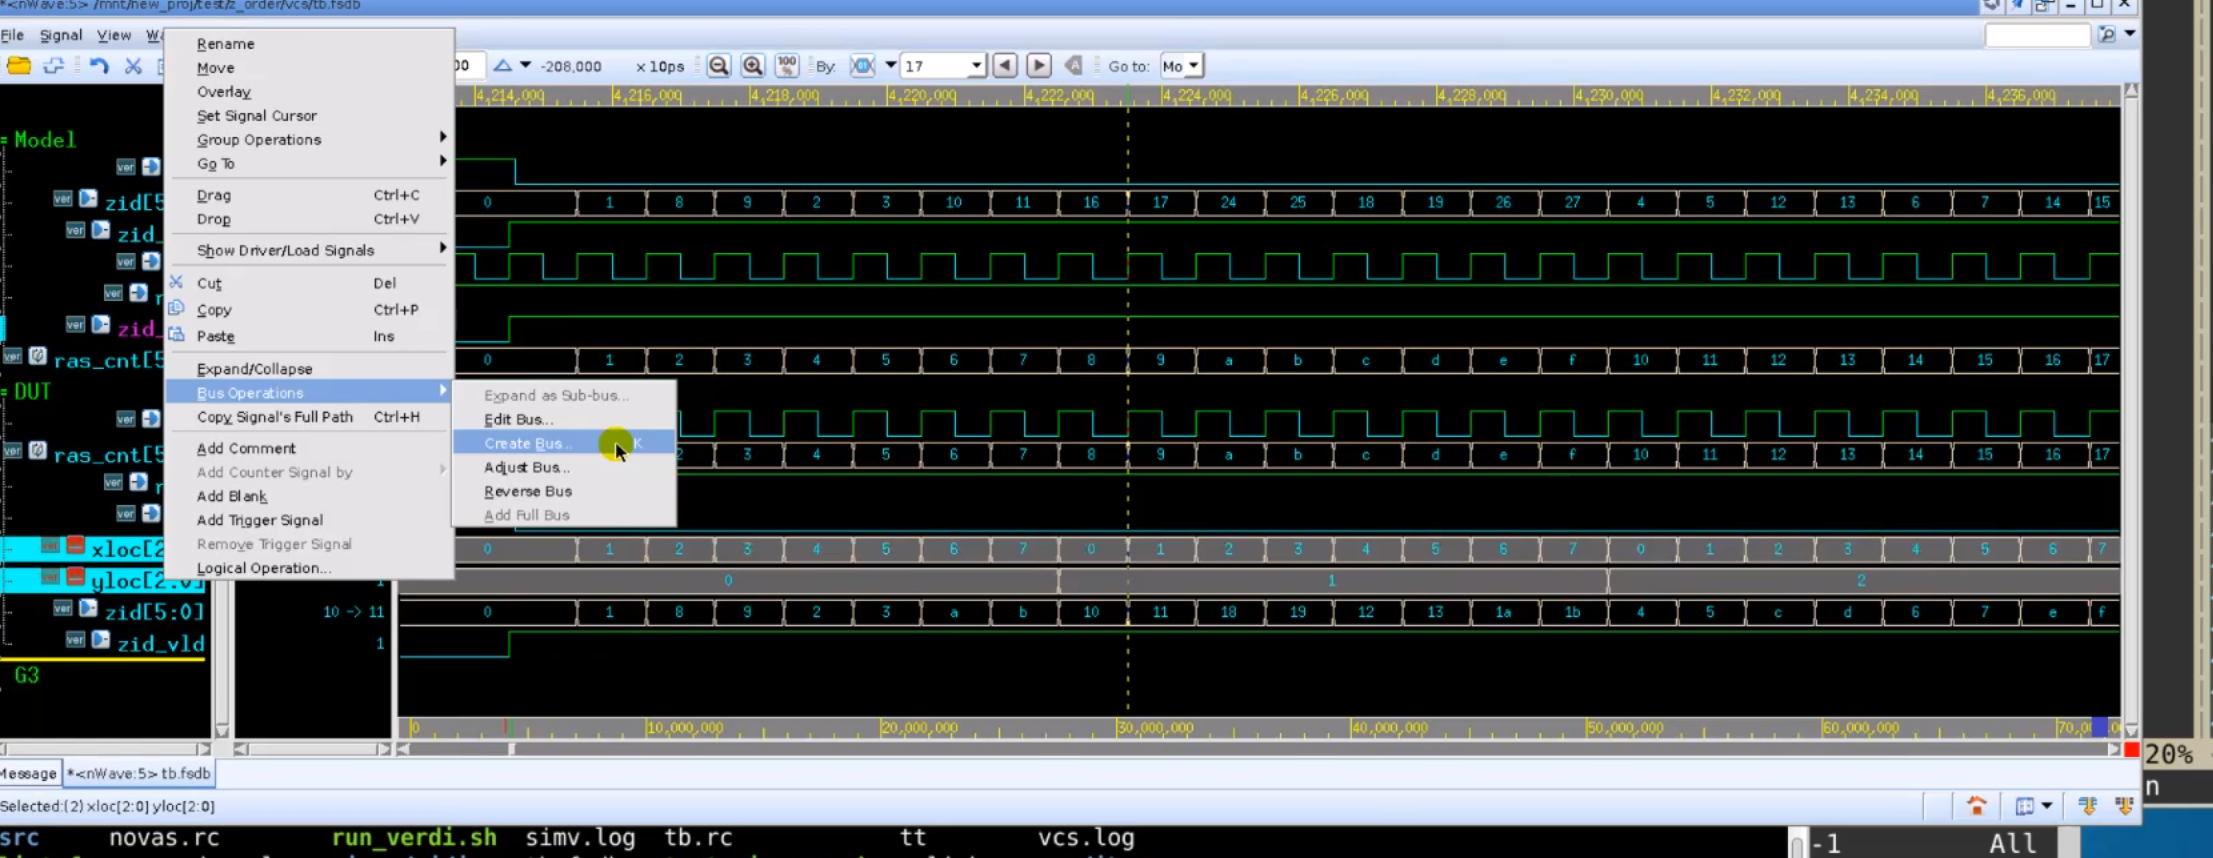 *<nWave:5> /mnt/new_proj/test/z_order/vcs/tb.fsdb
File Signal View
-208,000 x 10ps 100 % By: 17 Go to: Mo
4,214,000 4,216,000 4,218,000 4,220,000 4,222,000 4,224,000 4,226,000 4,228,000 4,230,000 4,232,000 4,234,000 4,236,000
Rename
Move
Overlay
Set Signal Cursor
Group Operations
Go To
Drag Ctrl+C
Drop Ctrl+V
Show Driver/Load Signals
Cut Del
Copy Ctrl+P
Paste Ins
Expand/Collapse
Bus Operations
Copy Signal's Full Path Ctrl+H
Add Comment
Add Counter Signal by
Add Blank
Add Trigger Signal
Remove Trigger Signal
Logical Operation...
Expand as Sub-bus...
Edit Bus...
Create Bus... K
Adjust Bus...
Reverse Bus
Add Full Bus
= Model
ver
ver zid[5 0 1 8 9 2 3 10 11 16 17 24 25 18 19 26 27 4 5 12 13 6 7 14 15
ver zid_
ver
ver r
ver zid_
ver ras_cnt[5 0 1 2 3 4 5 6 7 8 9 a b c d e f 10 11 12 13 14 15 16 17
= DUT
ver
ver ras_cnt[5 2 3 4 5 6 7 8 9 a b c d e f 10 11 12 13 14 15 16 17
ver r
ver
xloc[2 0 1 2 3 4 5 6 7 0 1 2 3 4 5 6 7 0 1 2 3 4 5 6 7
yloc[2:0] 1 0 1 2
ver zid[5:0] 10 -> 11 0 1 8 9 2 3 a b 10 11 18 19 12 13 1a 1b 4 5 c d 6 7 e f
ver zid_vld 1
G3
0 10,000,000 20,000,000 30,000,000 40,000,000 50,000,000 60,000,000
Message *<nWave:5> tb.fsdb
Selected:(2) xloc[2:0] yloc[2:0]
20%
n
src novas.rc run_verdi.sh simv.log tb.rc tt vcs.log
-1 All